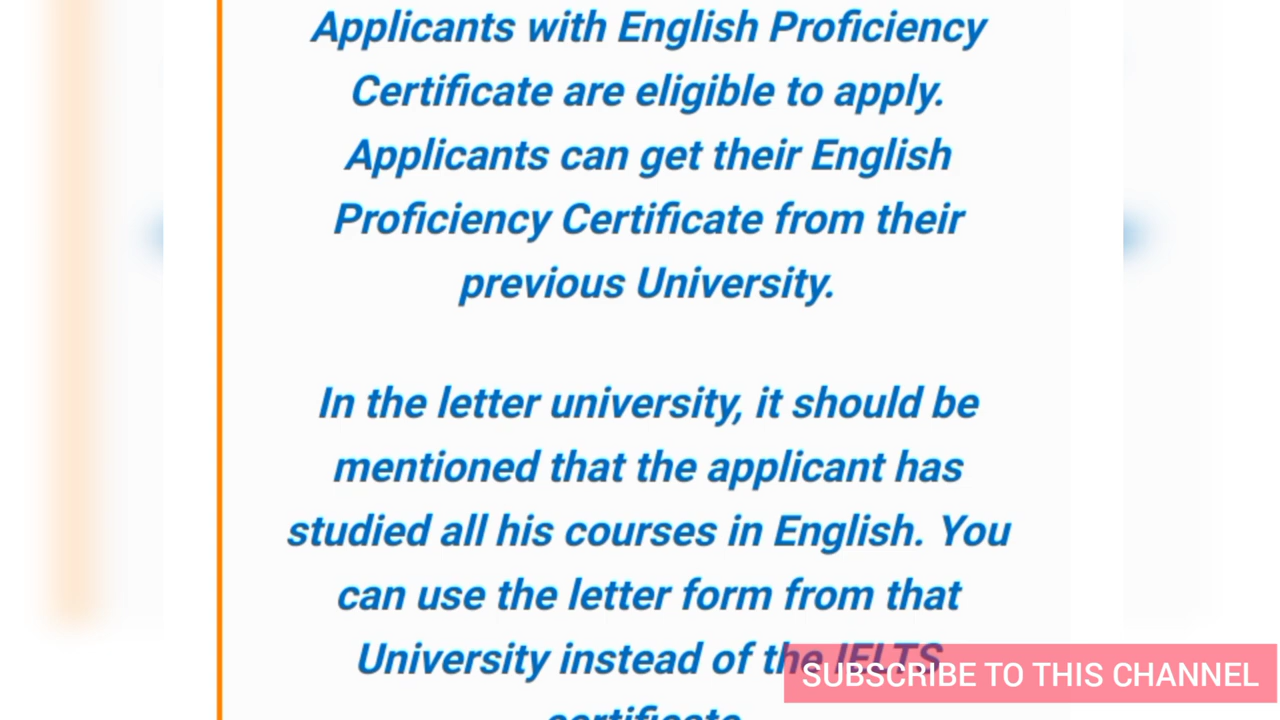 Applicants with English Proficiency
Certificate are eligible to apply.
Applicants can get their English
Proficiency Certificate from their
previous University.
In the letter university, it should be
mentioned that the applicant has
studied all his courses in English. You
can use the letter form from that
University instead of the IELTS
certificate
SUBSCRIBE TO THIS CHANNEL